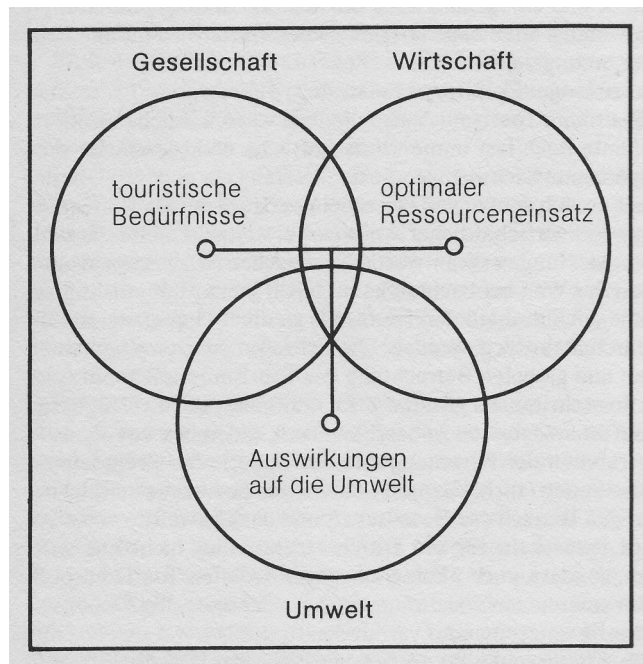 Gesellschaft
Wirtschaft
touristische
Bedürfnisse
optimaler
Ressourceneinsatz
Auswirkungen
auf die Umwelt
Umwelt